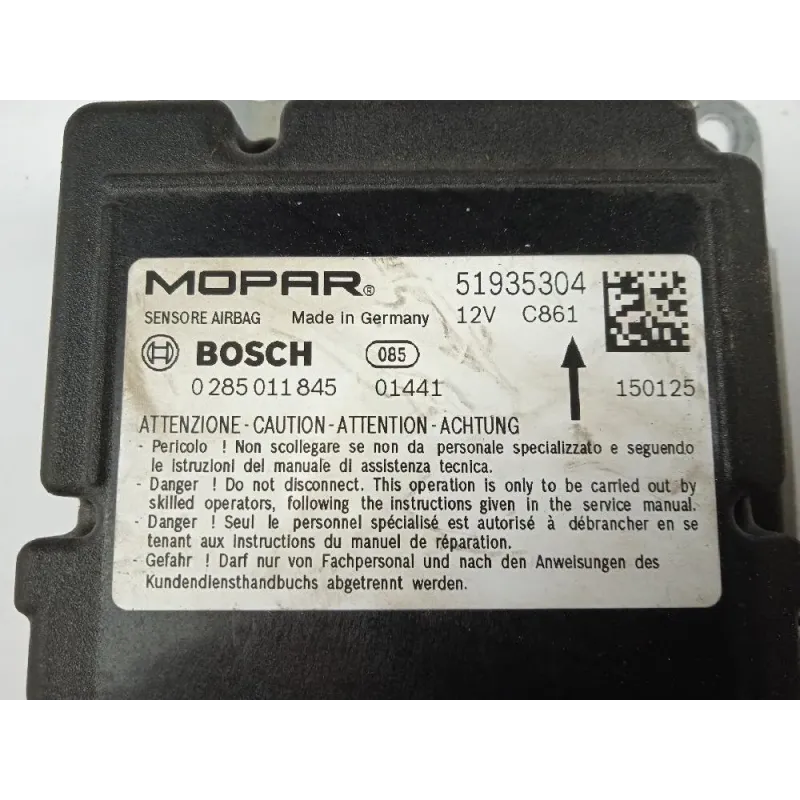 MOPAR® 51935304
SENSORE AIRBAG Made in Germany 12V C861
BOSCH 085
0 285 011 845 01441 150125
ATTENZIONE - CAUTION - ATTENTION - ACHTUNG
- Pericolo ! Non scollegare se non da personale specializzato e seguendo
le istruzioni del manuale di assistenza tecnica.
- Danger ! Do not disconnect. This operation is only to be carried out by
skilled operators, following the instructions given in the service manual.
- Danger ! Seul le personnel spécialisé est autorisé à débrancher en se
tenant aux instructions du manuel de réparation.
- Gefahr ! Darf nur von Fachpersonal und nach den Anweisungen des
Kundendiensthandbuchs abgetrennt werden.